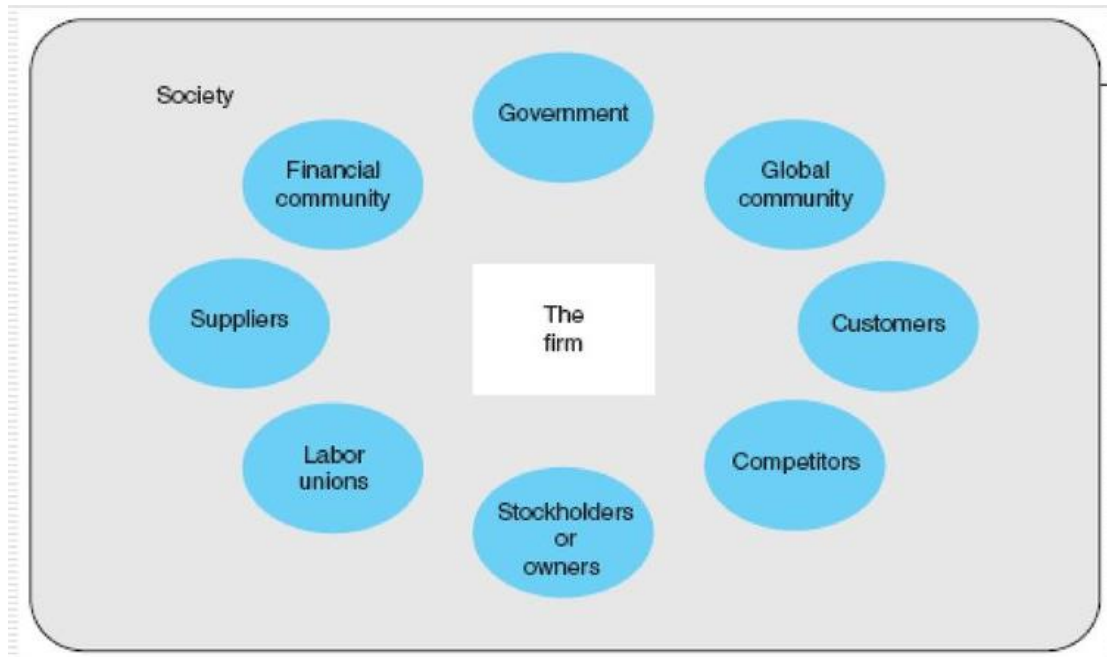 Society
Government
Financial
community
Global
community
Suppliers
The
firm
Customers
Labor
unions
Competitors
Stockholders
or
owners